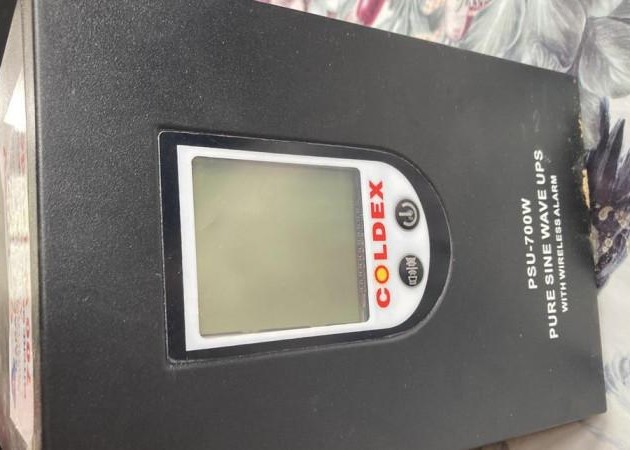 COLDEX
PSU-700W
PURE SINE WAVE UPS
WITH WIRELESS ALARM